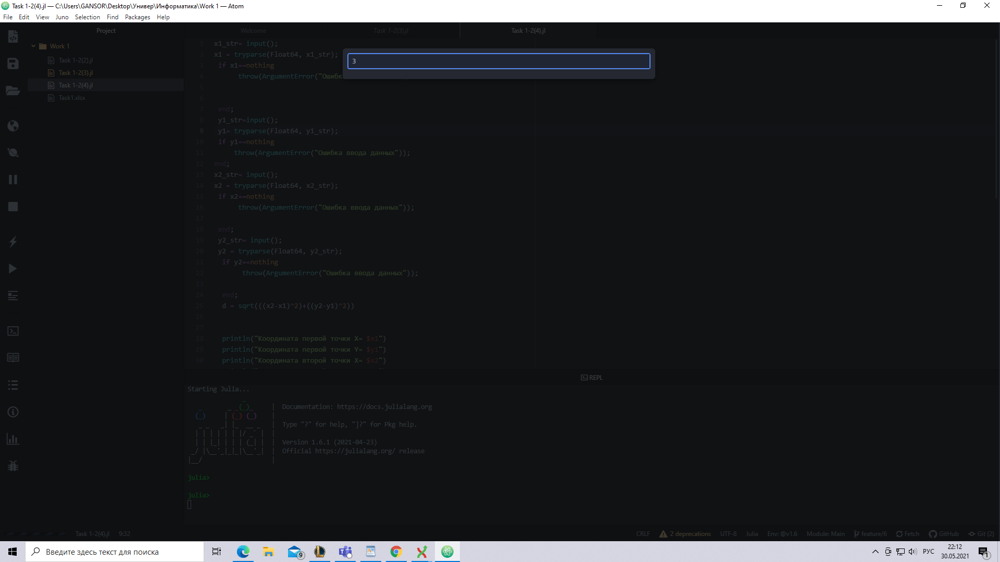 Task 1-2(4).jl — C:\Users\GANSOR\Desktop\Универ\Информатика\Work 1 — Atom
File Edit View Juno Selection Find Packages Help
Project
Welcome
Task 1-2(3).jl
Task 1-2(4).jl
Work 1
Task 1-2(2).jl
Task 1-2(3).jl
Task 1-2(4).jl
Task1.xlsx
3
1 x1_str= input();
2 x1 = tryparse(Float64, x1_str);
3 if x1==nothing
4 throw(ArgumentError("Ошибк
5
6
7 end;
8 y1_str=input();
9 y1= tryparse(Float64, y1_str);
10 if y1==nothing
11 throw(ArgumentError("Ошибка ввода данных"));
12 end;
13 x2_str= input();
14 x2 = tryparse(Float64, x2_str);
15 if x2==nothing
16 throw(ArgumentError("Ошибка ввода данных"));
17
18 end;
19 y2_str= input();
20 y2 = tryparse(Float64, y2_str);
21 if y2==nothing
22 throw(ArgumentError("Ошибка ввода данных"));
23
24 end;
25 d = sqrt(((x2-x1)^2)+((y2-y1)^2))
26
27
28 println("Координата первой точки X= $x1")
29 println("Координата первой точки Y= $y1")
30 println("Координата второй точки X= $x2")
REPL
Starting Julia...
Documentation: https://docs.julialang.org
Type "?" for help, "]?" for Pkg help.
Version 1.6.1 (2021-04-23)
Official https://julialang.org/ release
julia>
julia>
Task 1-2(4).jl 9:32 CRLF 2 deprecations UTF-8 Julia Env: @v1.6 Module: Main feature/6 Fetch GitHub Git (2)
Введите здесь текст для поиска
9
РУС
22:12
30.05.2021
1